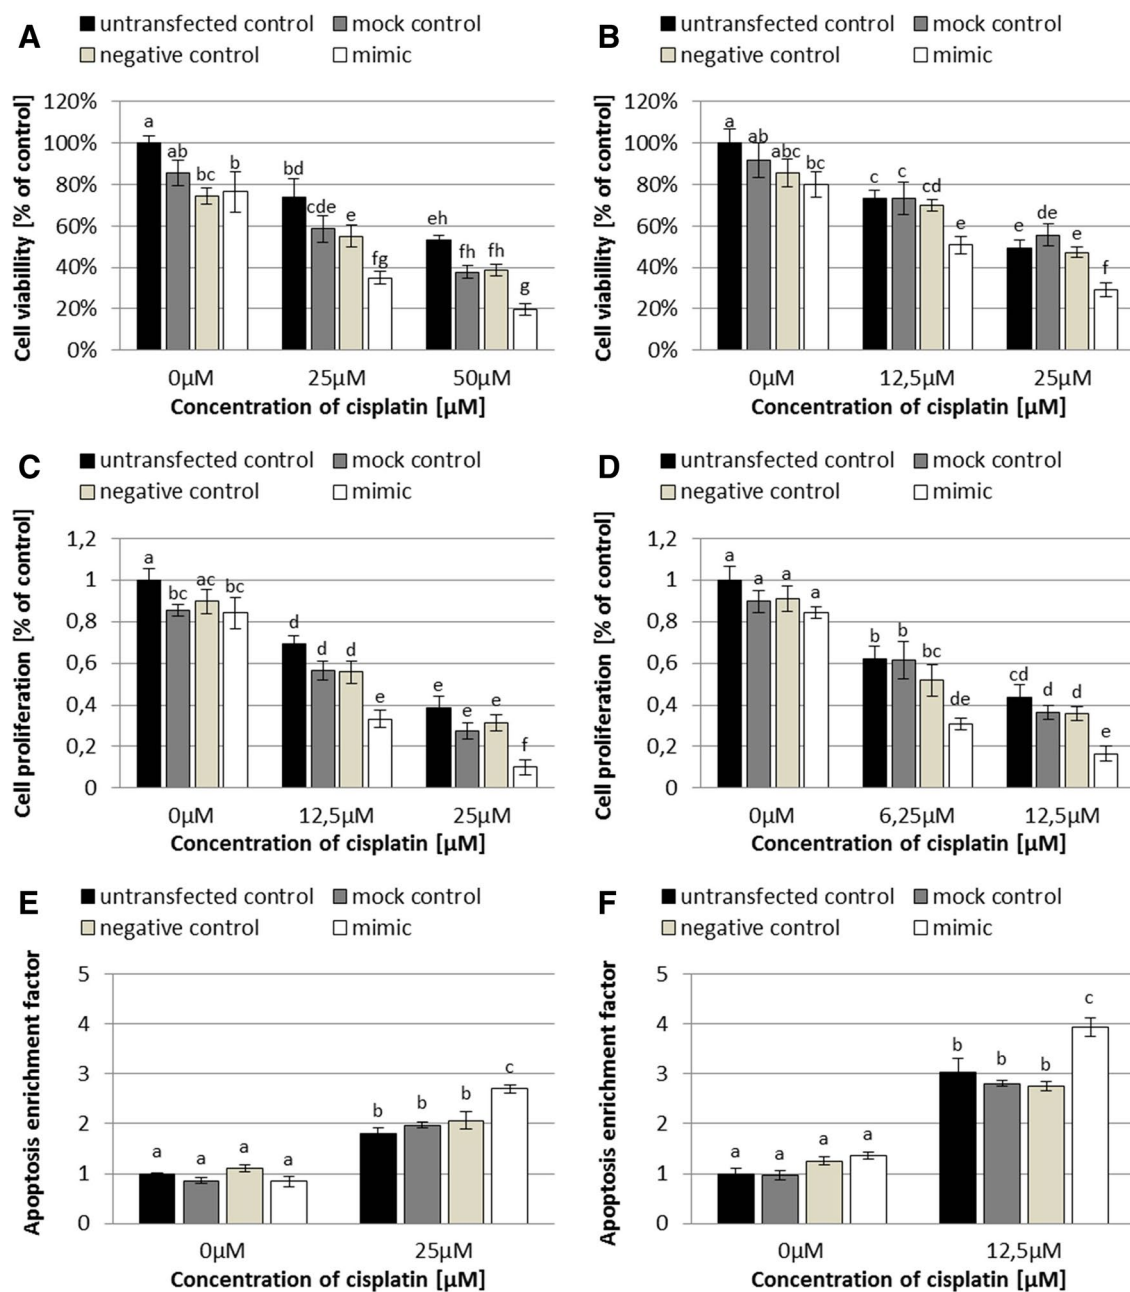 A
untransfected control mock control
negative control mimic
Cell viabillity [% of control]
120%
100%
80%
60%
40%
20%
0%
a ab bc b
bd cde e fg
eh fh fh g
0µM 25µM 50µM
Concentration of cisplatin [µM]
B
untransfected control mock control
negative control mimic
Cell viability [% of control]
120%
100%
80%
60%
40%
20%
0%
a ab abc bc
c c cd e
e de e f
0µM 12,5µM 25µM
Concentration of cisplatin [µM]
C
untransfected control mock control
negative control mimic
Cell proliferation [% of control]
1,2
1
0,8
0,6
0,4
0,2
0
a bc ac bc
d d d e
e e e f
0µM 12,5µM 25µM
Concentration of cisplatin [µM]
D
untransfected control mock control
negative control mimic
Cell proliferation [% of control]
1,2
1
0,8
0,6
0,4
0,2
0
a a a a
b b bc de
cd d d e
0µM 6,25µM 12,5µM
Concentration of cisplatin [µM]
E
untransfected control mock control
negative control mimic
Apoptosis enrichment factor
5
4
3
2
1
0
a a a a
b b b c
0µM 25µM
Concentration of cisplatin [µM]
F
untransfected control mock control
negative control mimic
Apoptosis enrichment factor
5
4
3
2
1
0
a a a a
b b b c
0µM 12,5µM
Concentration of cisplatin [µM]